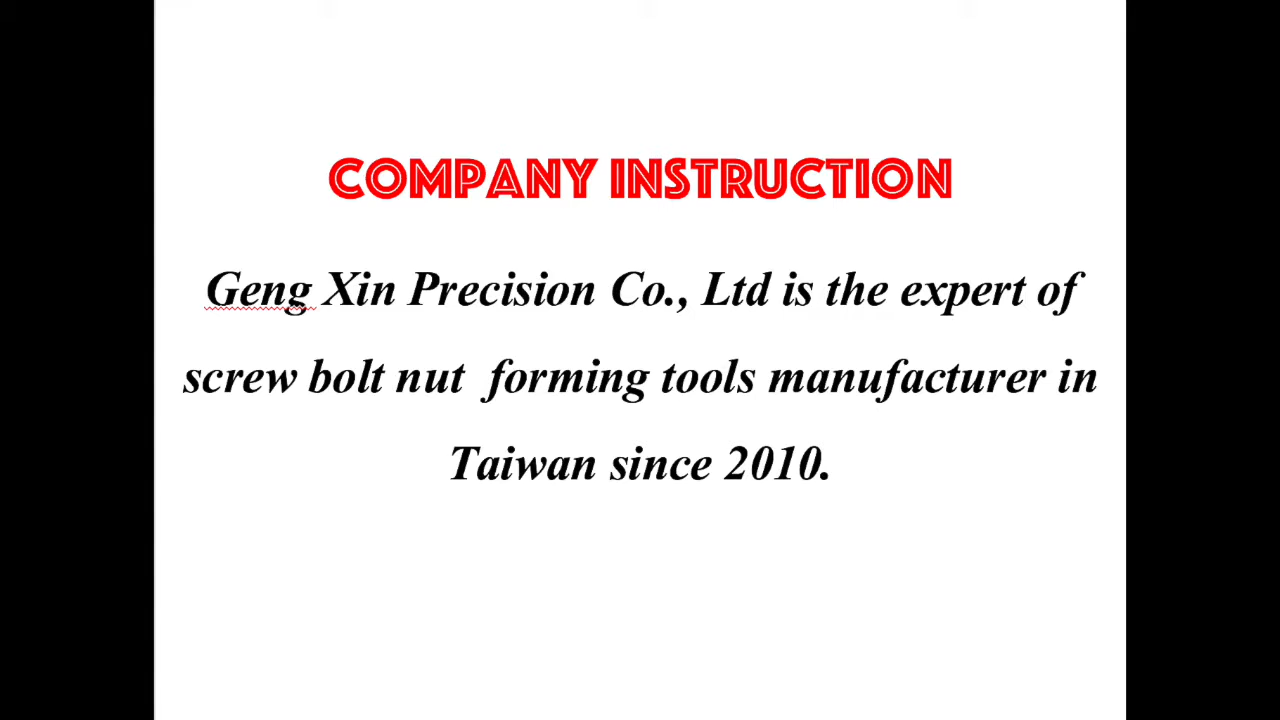 COMPANY INSTRUCTION
Geng Xin Precision Co., Ltd is the expert of
screw bolt nut  forming tools manufacturer in
Taiwan since 2010.